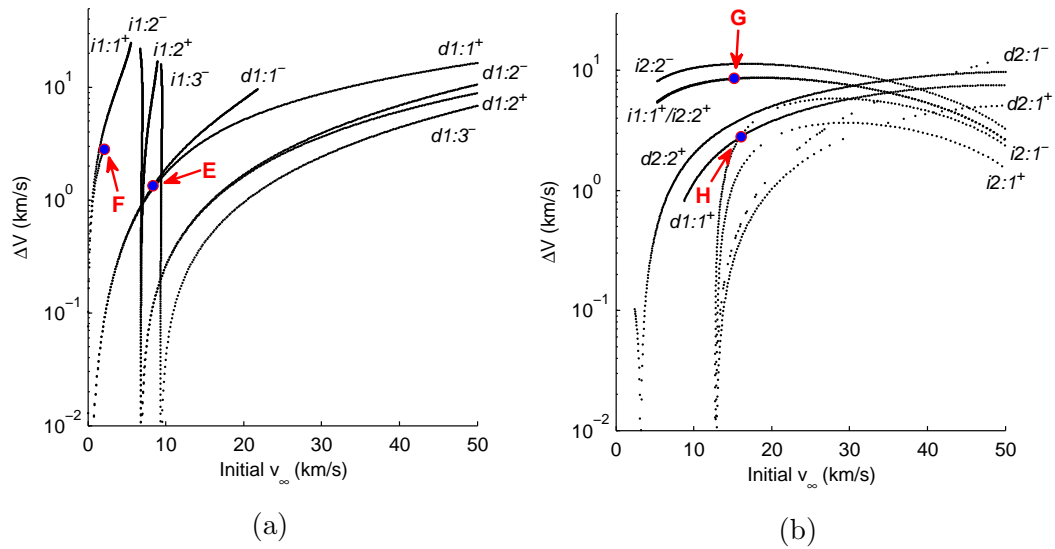 i1:2⁻
i1:1⁺
i1:2⁺
i1:3⁻
d1:1⁻
d1:1⁺
d1:2⁻
d1:2⁺
d1:3⁻
E
F
10¹
10⁰
10⁻¹
10⁻²
ΔV (km/s)
0 10 20 30 40 50
Initial v∞ (km/s)
(a)
G
i2:2⁻
i1:1⁺/i2:2⁺
d2:1⁻
d2:1⁺
d2:2⁺
H
d1:1⁺
i2:1⁻
i2:1⁺
10¹
10⁰
10⁻¹
10⁻²
ΔV (km/s)
0 10 20 30 40 50
Initial v∞ (km/s)
(b)